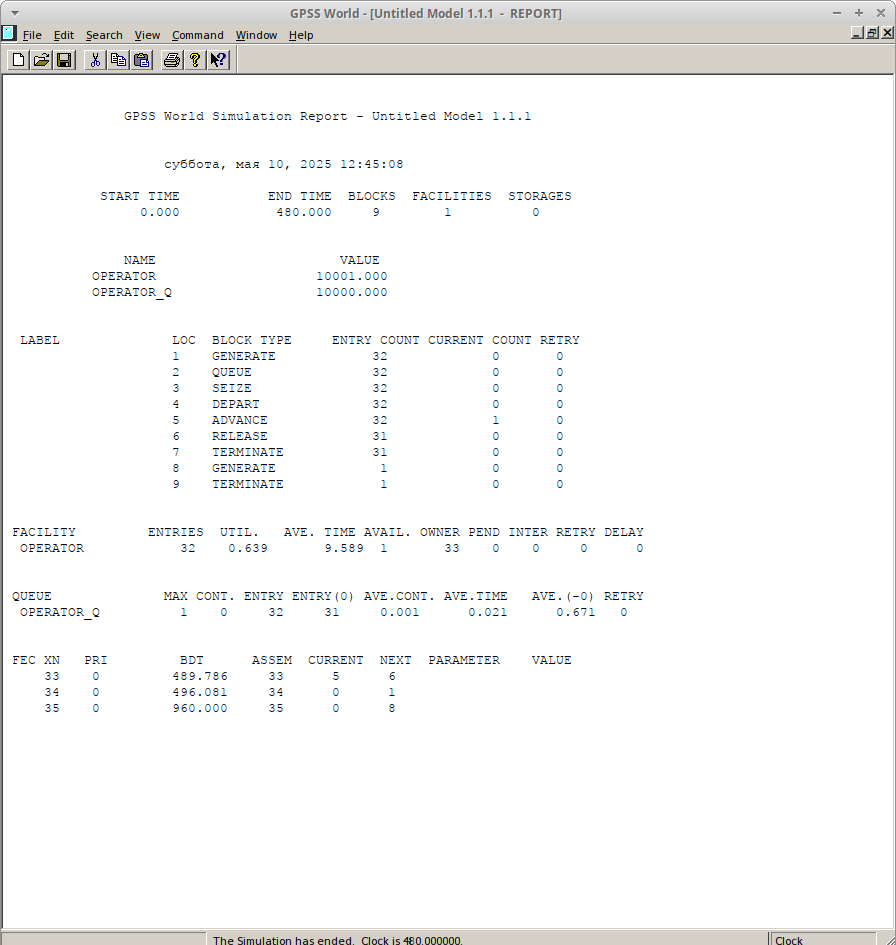 GPSS World - [Untitled Model 1.1.1 - REPORT]
File Edit Search View Command Window Help
GPSS World Simulation Report - Untitled Model 1.1.1
суббота, мая 10, 2025 12:45:08
START TIME END TIME BLOCKS FACILITIES STORAGES
0.000 480.000 9 1 0
NAME VALUE
OPERATOR 10001.000
OPERATOR_Q 10000.000
LABEL LOC BLOCK TYPE ENTRY COUNT CURRENT COUNT RETRY
1 GENERATE 32 0 0
2 QUEUE 32 0 0
3 SEIZE 32 0 0
4 DEPART 32 0 0
5 ADVANCE 32 1 0
6 RELEASE 31 0 0
7 TERMINATE 31 0 0
8 GENERATE 1 0 0
9 TERMINATE 1 0 0
FACILITY ENTRIES UTIL. AVE. TIME AVAIL. OWNER PEND INTER RETRY DELAY
OPERATOR 32 0.639 9.589 1 33 0 0 0 0
QUEUE MAX CONT. ENTRY ENTRY(0) AVE.CONT. AVE.TIME AVE.(-0) RETRY
OPERATOR_Q 1 0 32 31 0.001 0.021 0.671 0
FEC XN PRI BDT ASSEM CURRENT NEXT PARAMETER VALUE
33 0 489.786 33 5 6
34 0 496.081 34 0 1
35 0 960.000 35 0 8
The Simulation has ended. Clock is 480.000000. Clock